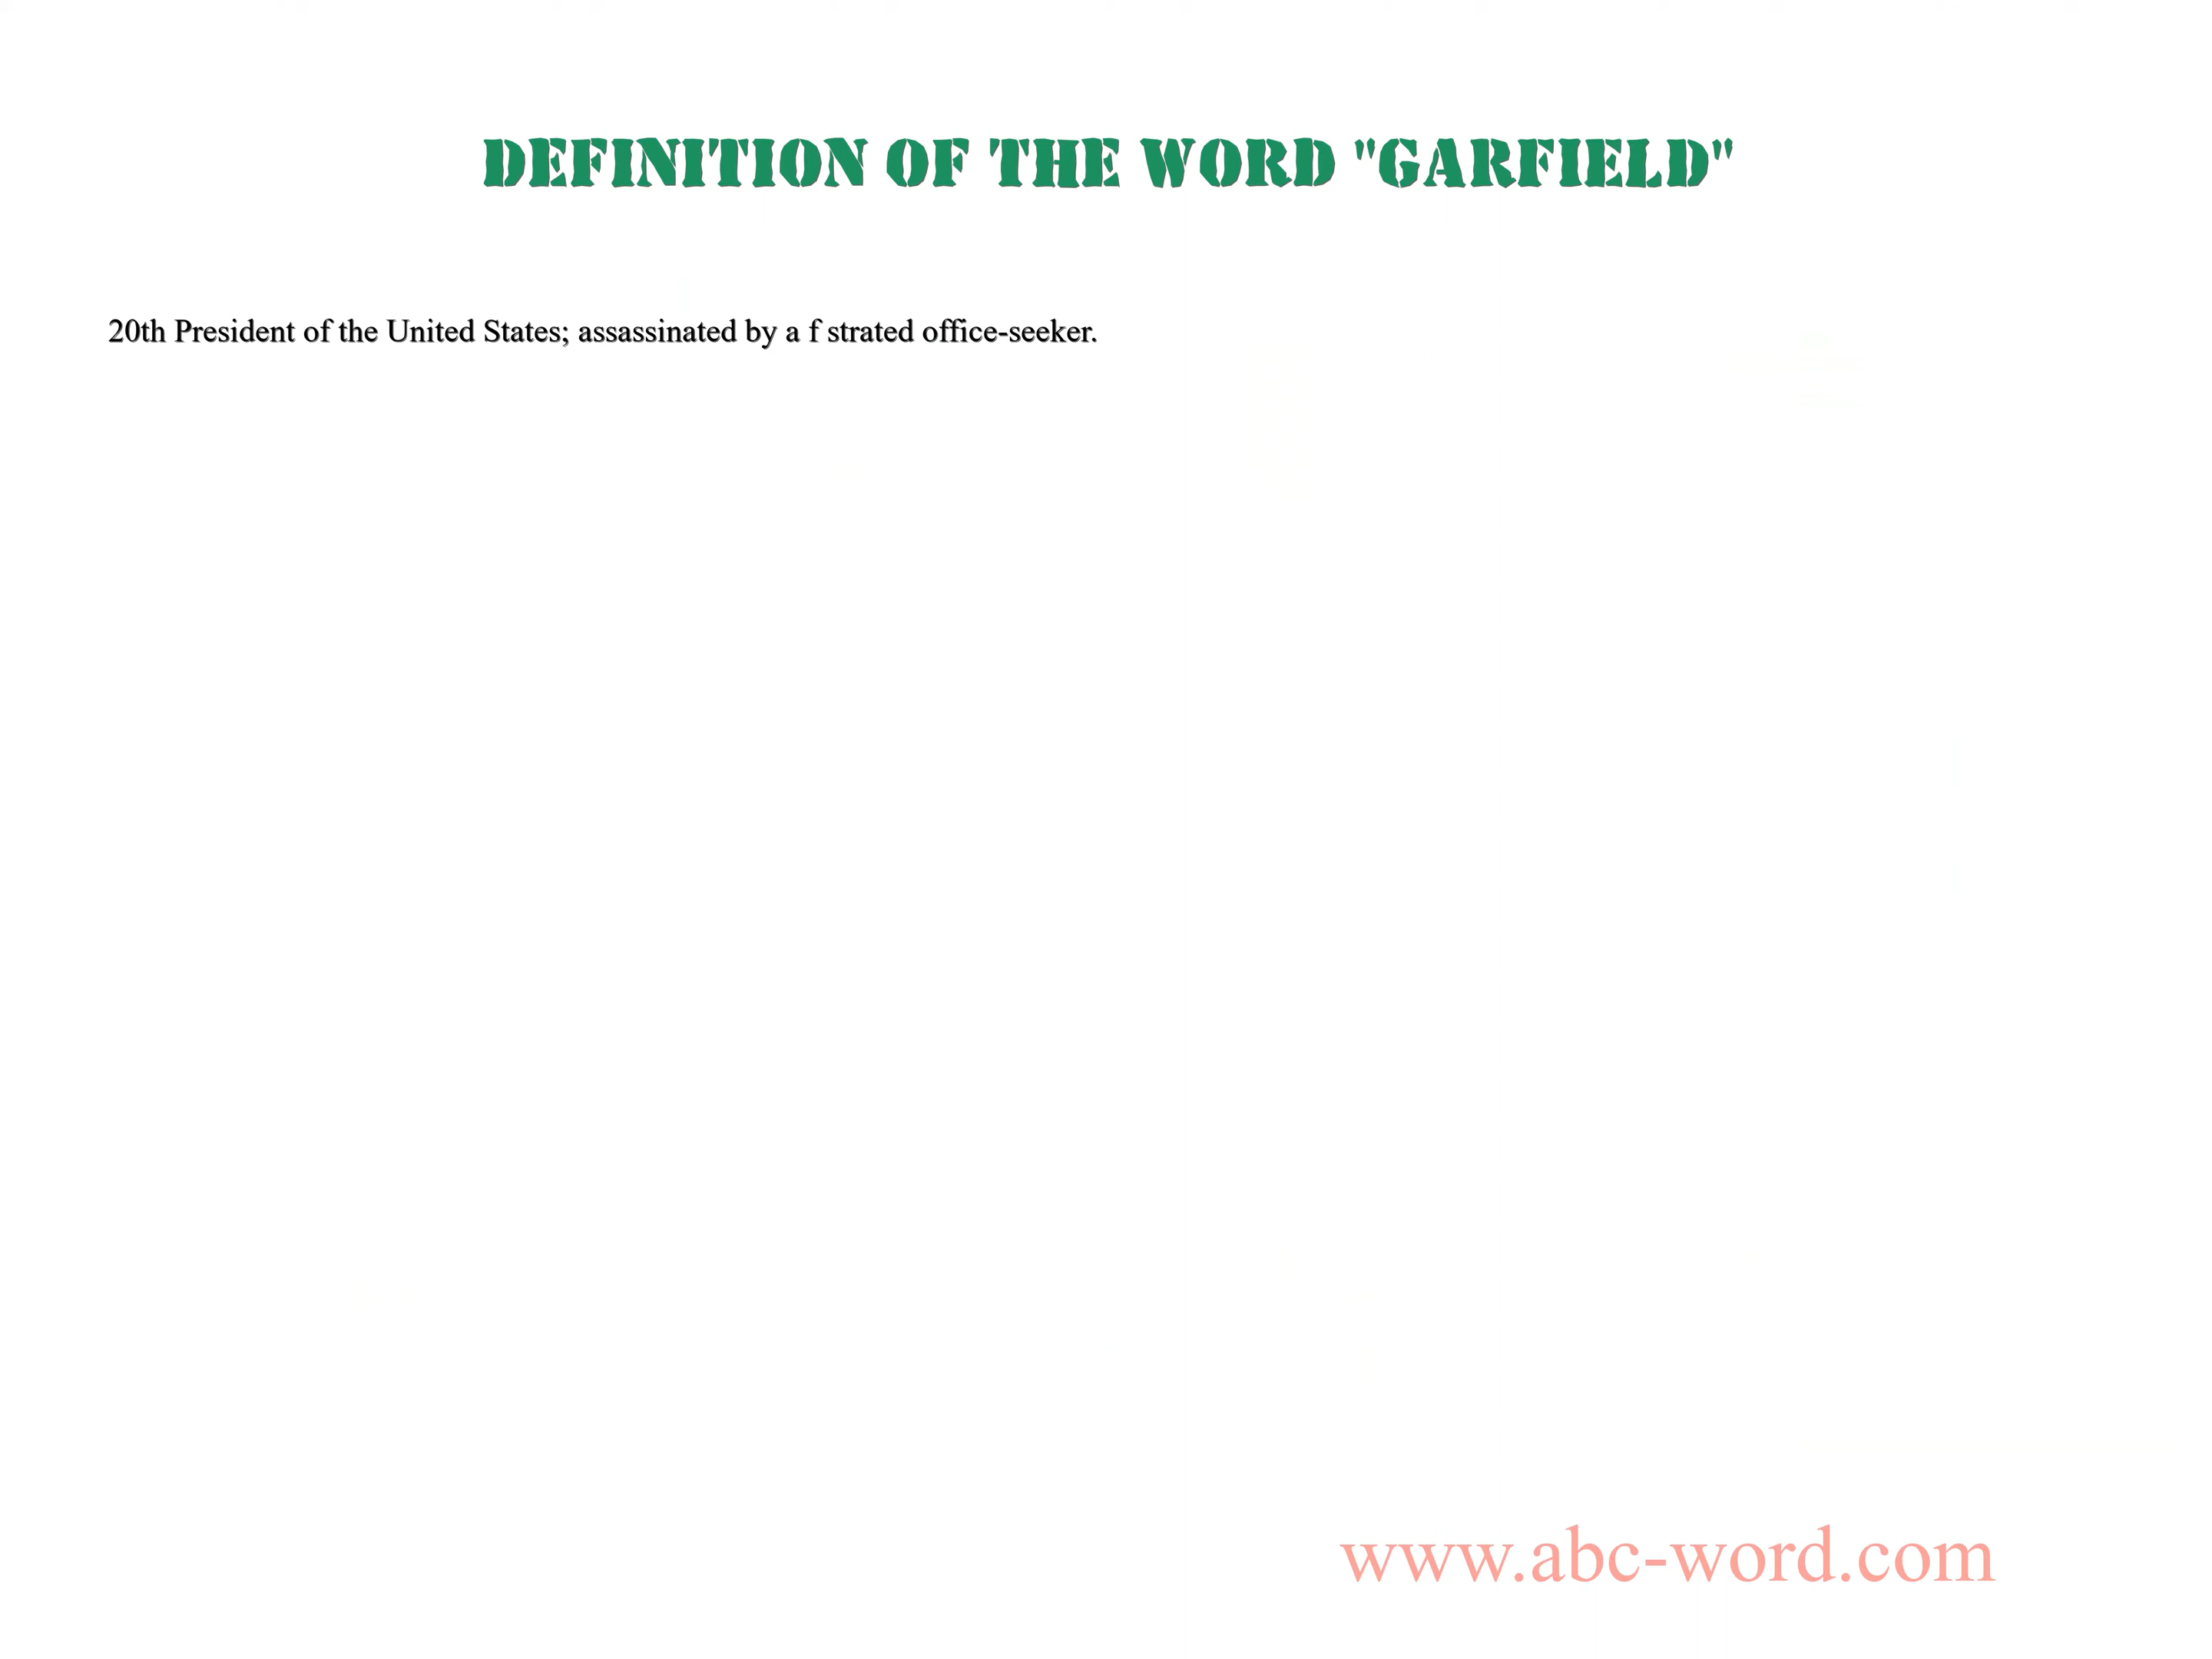 DEFINITION OF THE WORD "GARFIELD"
20th President of the United States; assassinated by a f strated office-seeker.
www.abc-word.com